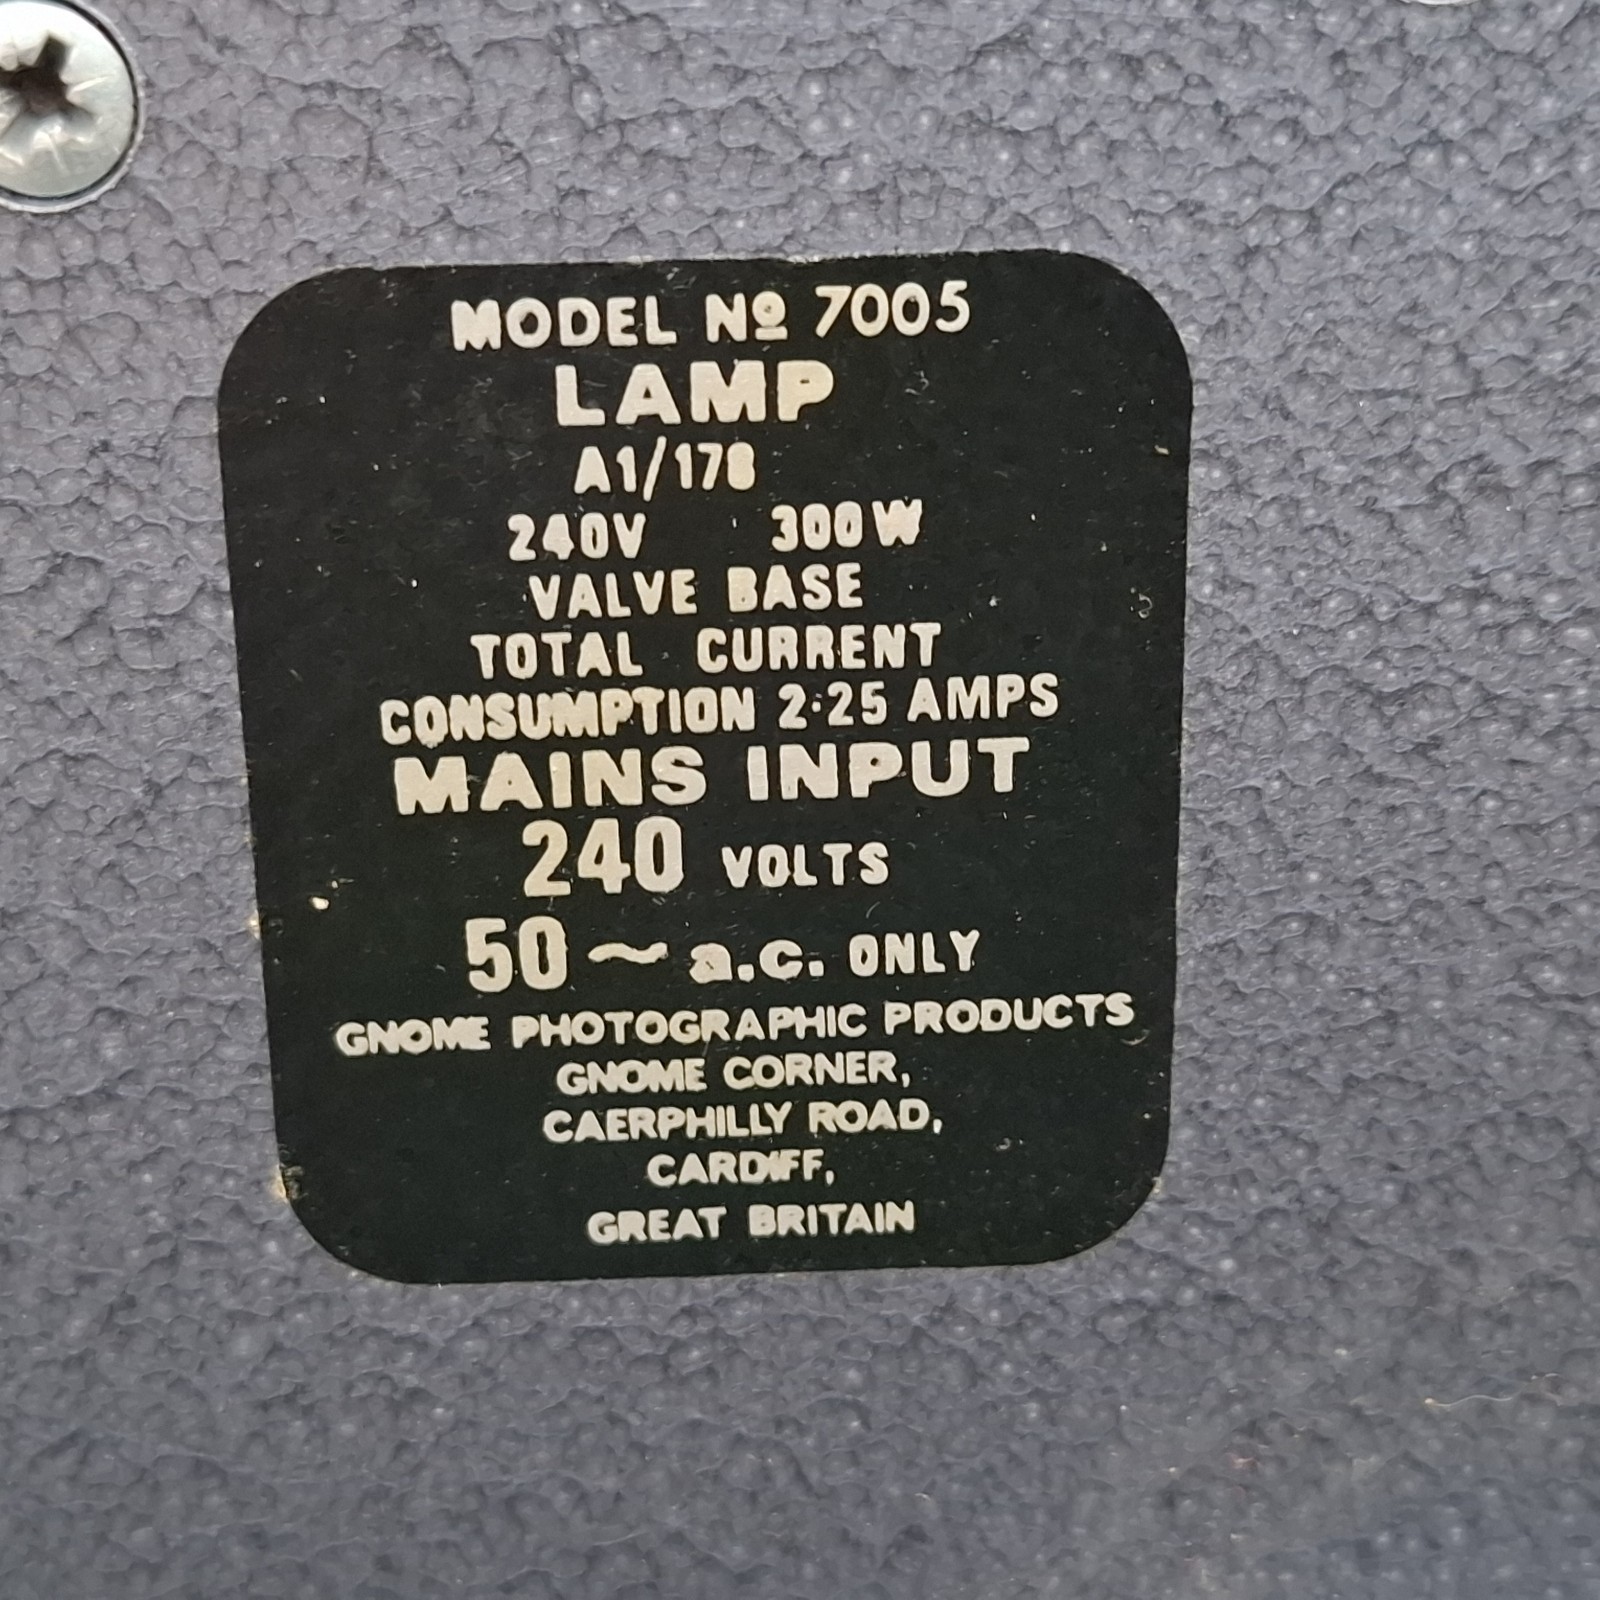 MODEL Nº 7005
LAMP
A1/178
240V 300W
VALVE BASE
TOTAL CURRENT
CONSUMPTION 2·25 AMPS
MAINS INPUT
240 VOLTS
50 ~ a.c. ONLY
GNOME PHOTOGRAPHIC PRODUCTS
GNOME CORNER,
CAERPHILLY ROAD,
CARDIFF,
GREAT BRITAIN